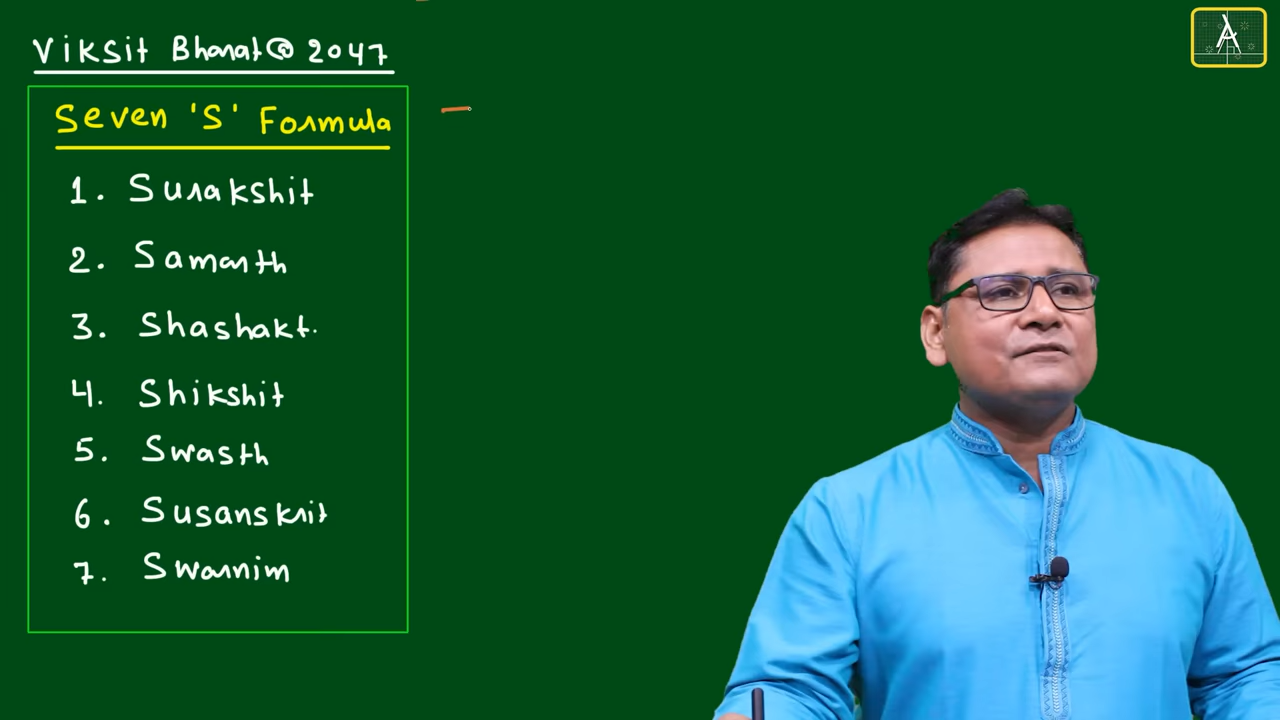 Viksit Bharat@2047
Seven 'S' Formula
1. Surakshit
2. Samarth
3. Shashakt.
4. Shikshit
5. Swasth
6. Susanskrit
7. Swarnim